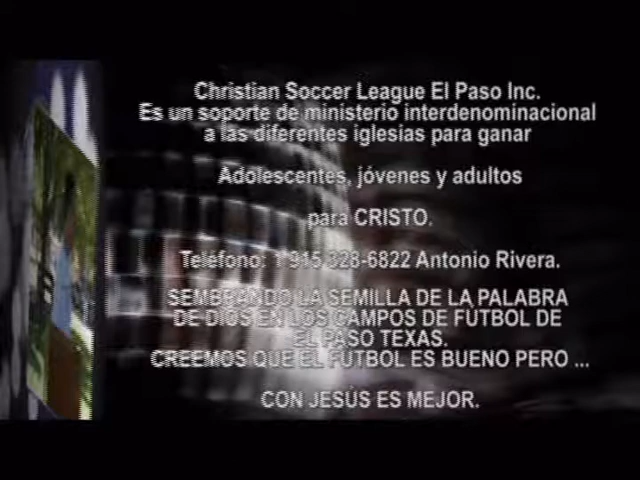 Christian Soccer League El Paso Inc.
Es un soporte de ministerio interdenominacional
a las diferentes iglesias para ganar
Adolescentes, jóvenes y adultos
para CRISTO.
Teléfono: 1 915 328-6822 Antonio Rivera.
SEMBRANDO LA SEMILLA DE LA PALABRA
DE DIOS EN LOS CAMPOS DE FUTBOL DE
EL PASO TEXAS.
CREEMOS QUE EL FUTBOL ES BUENO PERO ...
CON JESÚS ES MEJOR.